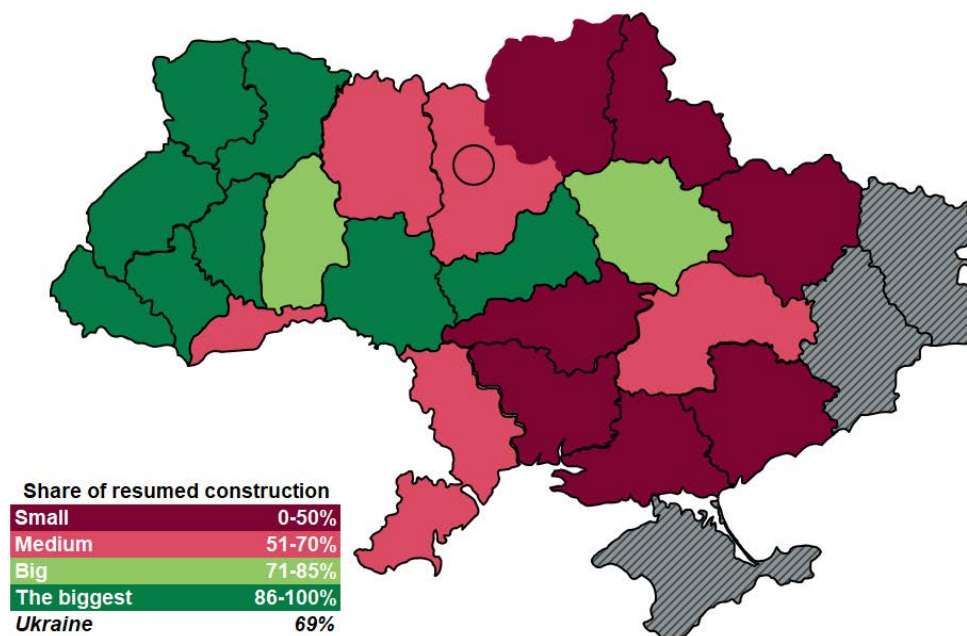 Share of resumed construction
Small 0-50%
Medium 51-70%
Big 71-85%
The biggest 86-100%
Ukraine 69%